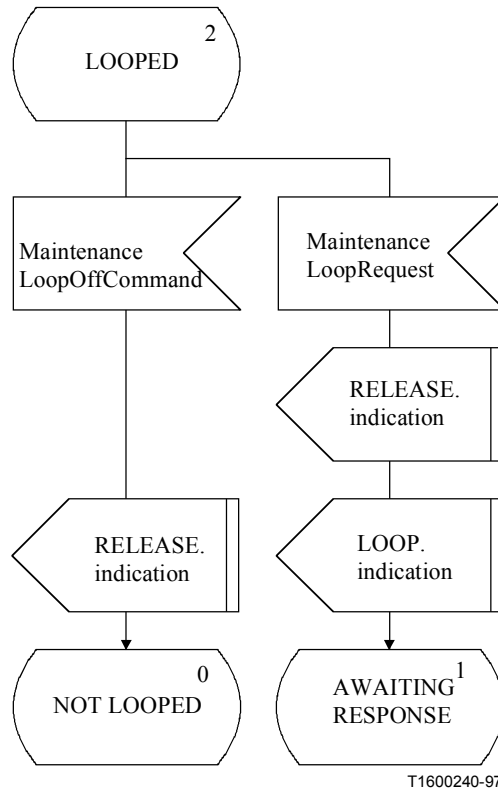 2
LOOPED
Maintenance
LoopOffCommand
Maintenance
LoopRequest
RELEASE.
indication
RELEASE.
indication
LOOP.
indication
0
NOT LOOPED
1
AWAITING
RESPONSE
T1600240-97